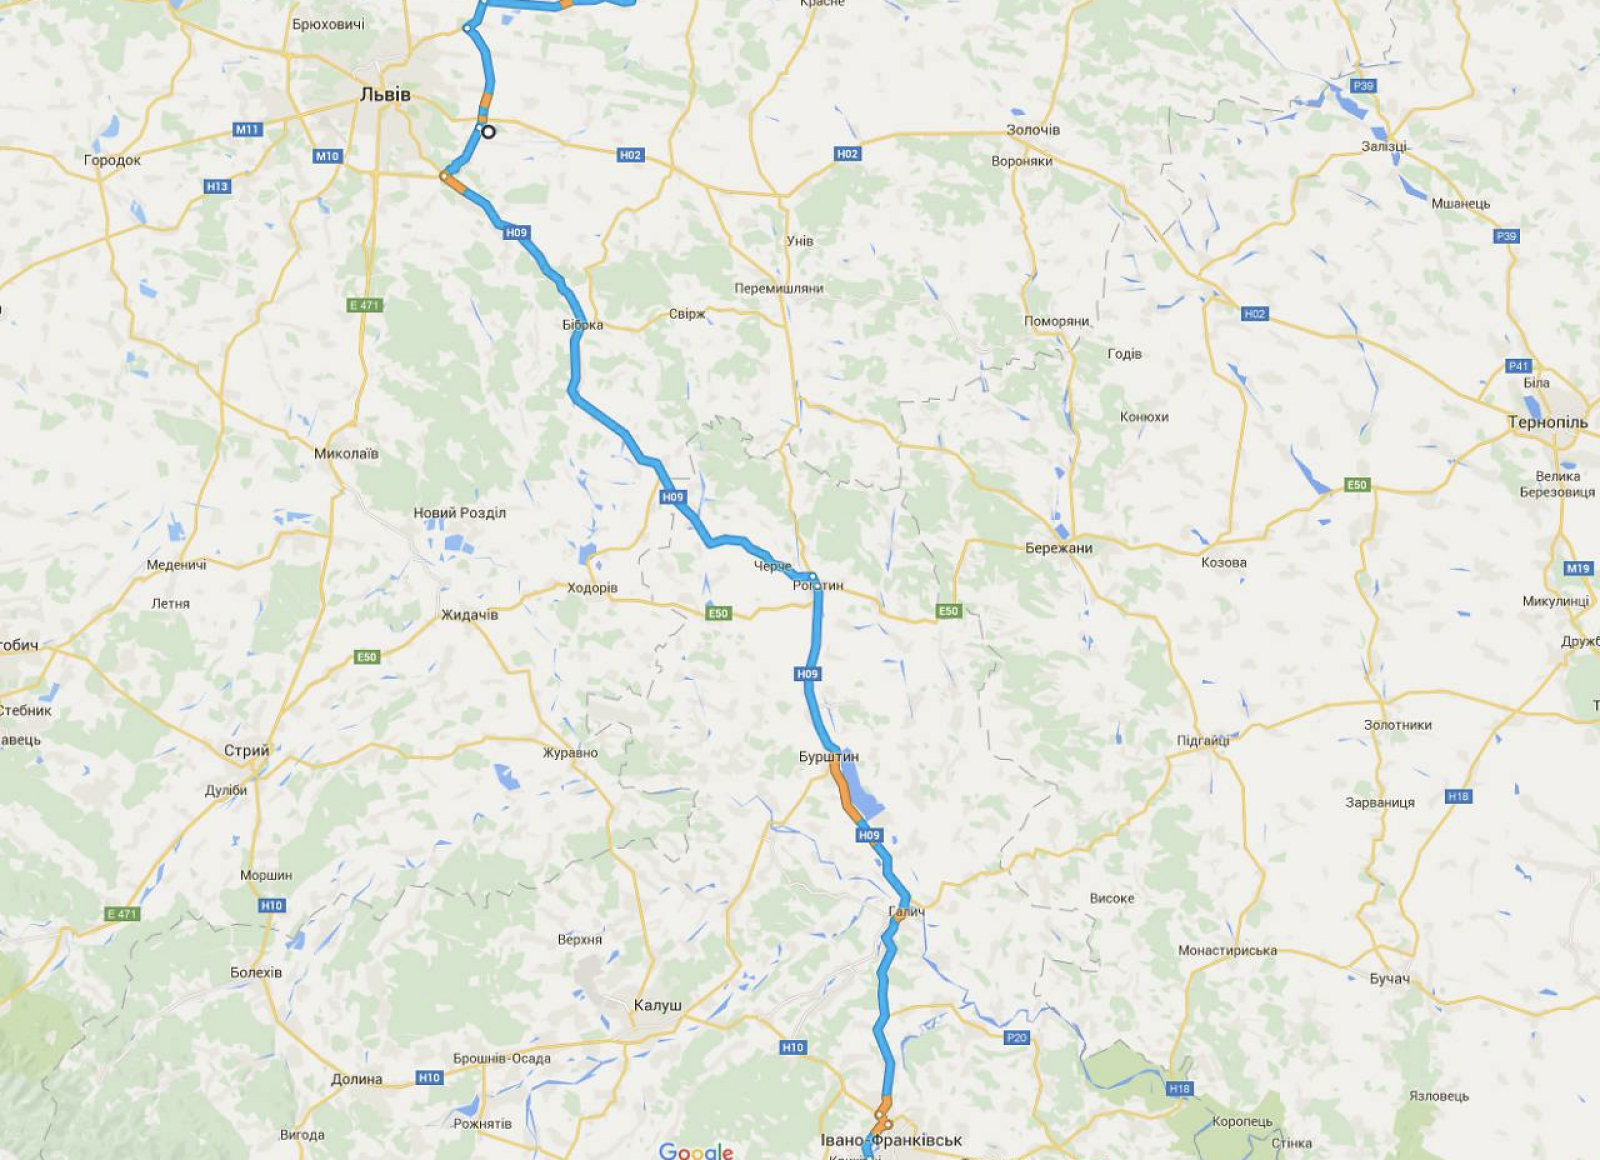 Красне
Брюховичі
P39
Львів
M11
Золочів
Залізці
M10
H02
H02
Вороняки
Городок
H13
Мшанець
H09
P39
Унів
Перемишляни
E 471
Свірж
H02
Бібрка
Поморяни
Годів
P41
Біла
Конюхи
Тернопіль
Миколаїв
Велика
Березовиця
E50
H09
Новий Розділ
Бережани
Козова
Меденичі
Черче
M19
Ходорів
Рогатин
Летня
Жидачів
E50
E50
Микулинці
гобич
E50
Дружб
H09
Стебник
Золотники
авець
Стрий
Журавно
Бурштин
Підгайці
Дуліби
Зарваниця
H18
H09
Моршин
H10
E 471
Галич
Високе
Верхня
Монастириська
Болехів
Бучач
Калуш
P20
H10
Брошнів-Осада
Долина
H10
H18
Язловець
Рожнятів
Коропець
Вигода
Івано-Франківськ
Стінка
Google